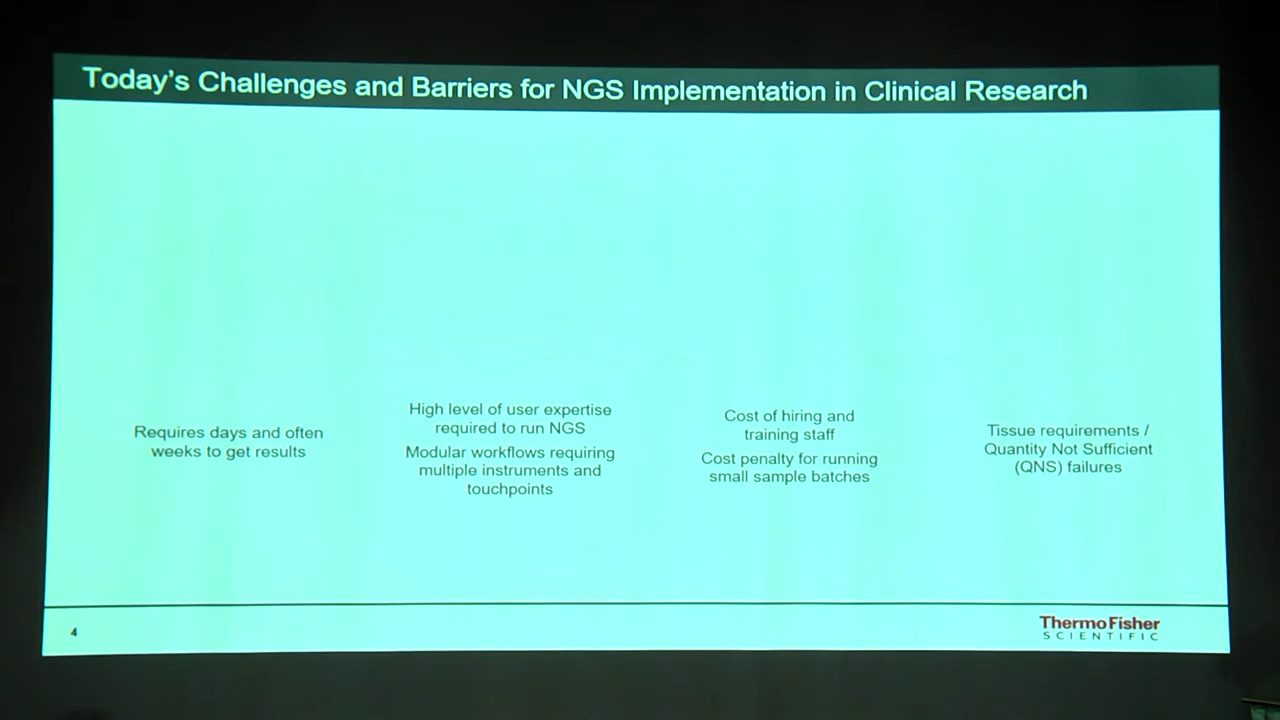 Today's Challenges and Barriers for NGS Implementation in Clinical Research
Requires days and often
weeks to get results
High level of user expertise
required to run NGS
Modular workflows requiring
multiple instruments and
touchpoints
Cost of hiring and
training staff
Cost penalty for running
small sample batches
Tissue requirements /
Quantity Not Sufficient
(QNS) failures
4
ThermoFisher
SCIENTIFIC